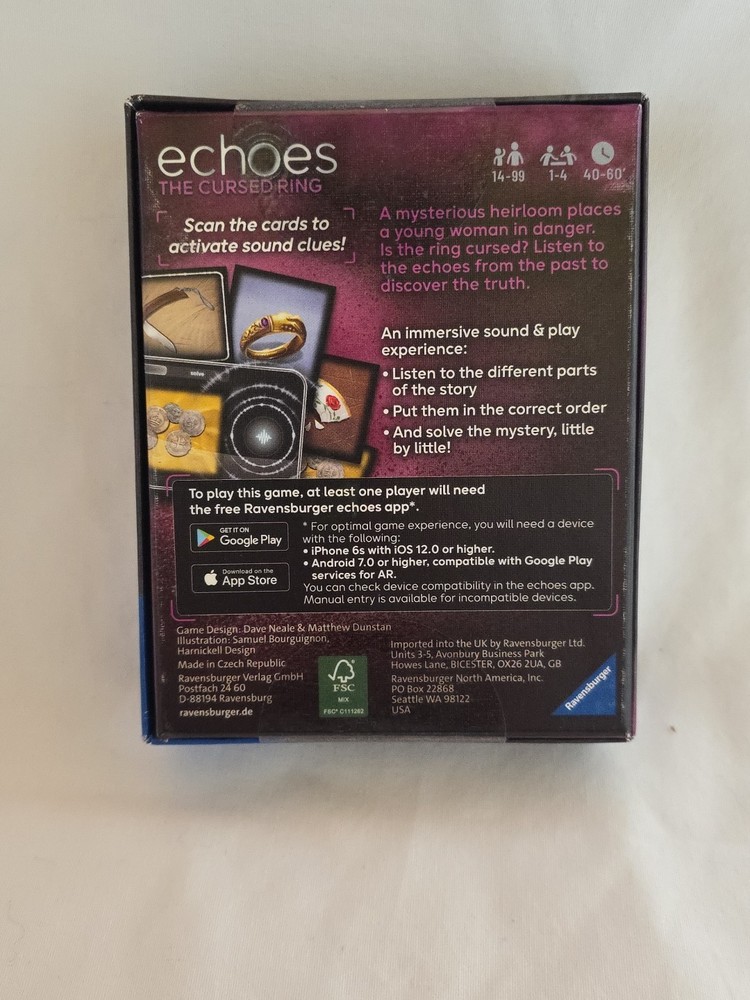 echoes
THE CURSED RING
14-99
1-4
40-60'
Scan the cards to
activate sound clues!
A mysterious heirloom places
a young woman in danger.
Is the ring cursed? Listen to
the echoes from the past to
discover the truth.
solve
An immersive sound & play
experience:
• Listen to the different parts
of the story
• Put them in the correct order
• And solve the mystery, little
by little!
To play this game, at least one player will need
the free Ravensburger echoes app*.
GET IT ON
Google Play
Download on the
App Store
* For optimal game experience, you will need a device
with the following:
• iPhone 6s with iOS 12.0 or higher.
• Android 7.0 or higher, compatible with Google Play
services for AR.
You can check device compatibility in the echoes app.
Manual entry is available for incompatible devices.
Game Design: Dave Neale & Matthew Dunstan
Illustration: Samuel Bourguignon,
Harnickell Design
Made in Czech Republic
Ravensburger Verlag GmbH
Postfach 24 60
D-88194 Ravensburg
ravensburger.de
FSC
MIX
FSC® C111262
Imported into the UK by Ravensburger Ltd.
Units 3-5, Avonbury Business Park
Howes Lane, BICESTER, OX26 2UA, GB
Ravensburger North America, Inc.
PO Box 22868
Seattle WA 98122
USA
Ravensburger